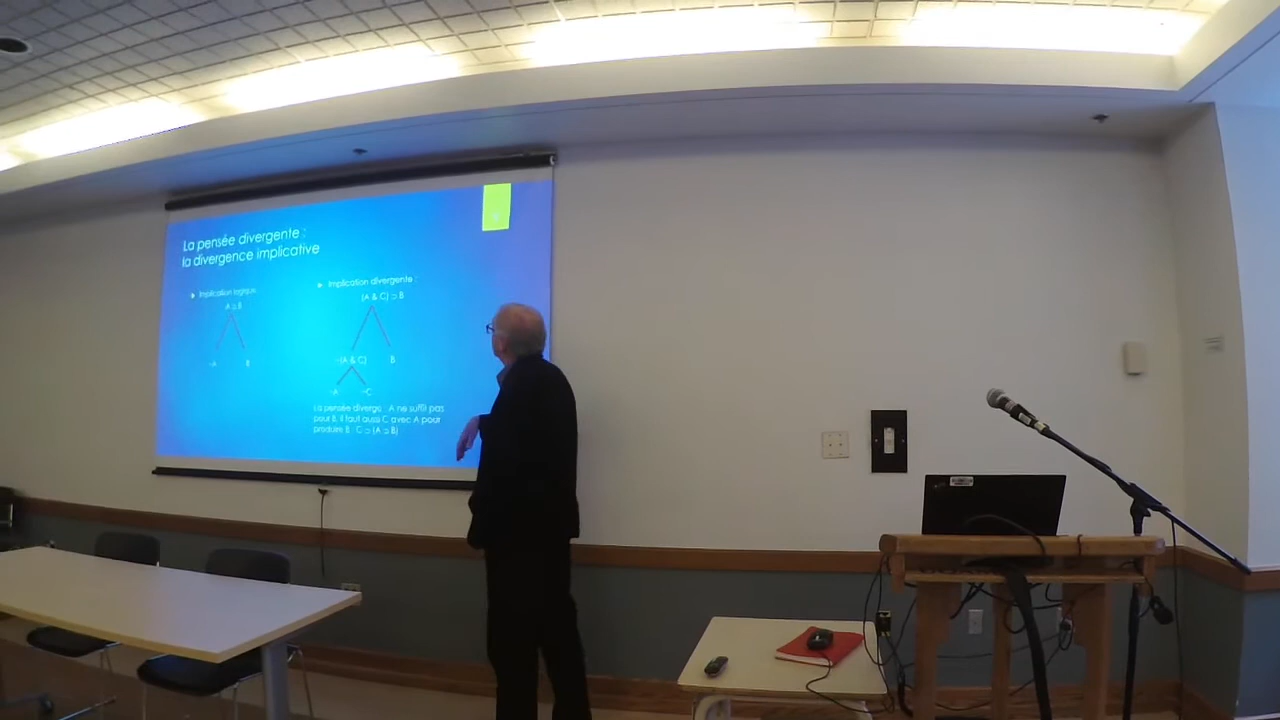 La pensée divergente :
la divergence implicative
Implication logique
A ⊃ B
¬A B
Implication divergente :
(A & C) ⊃ B
¬(A & C) B
¬A ¬C
La pensée diverge : A ne suffit pas
pour B, il faut aussi C avec A pour
produire B : C ⊃ (A ⊃ B)